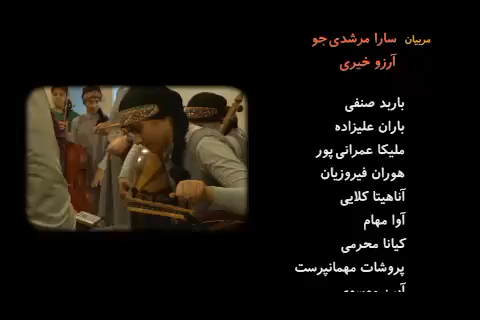 مربیان سارا مرشدی‌جو
آرزو خیری
باربد صنفی
باران علیزاده
ملیکا عمرانی‌پور
هوران فیروزیان
آناهیتا کلایی
آوا مهام
کیانا محرمی
پروشات مهمانپرست